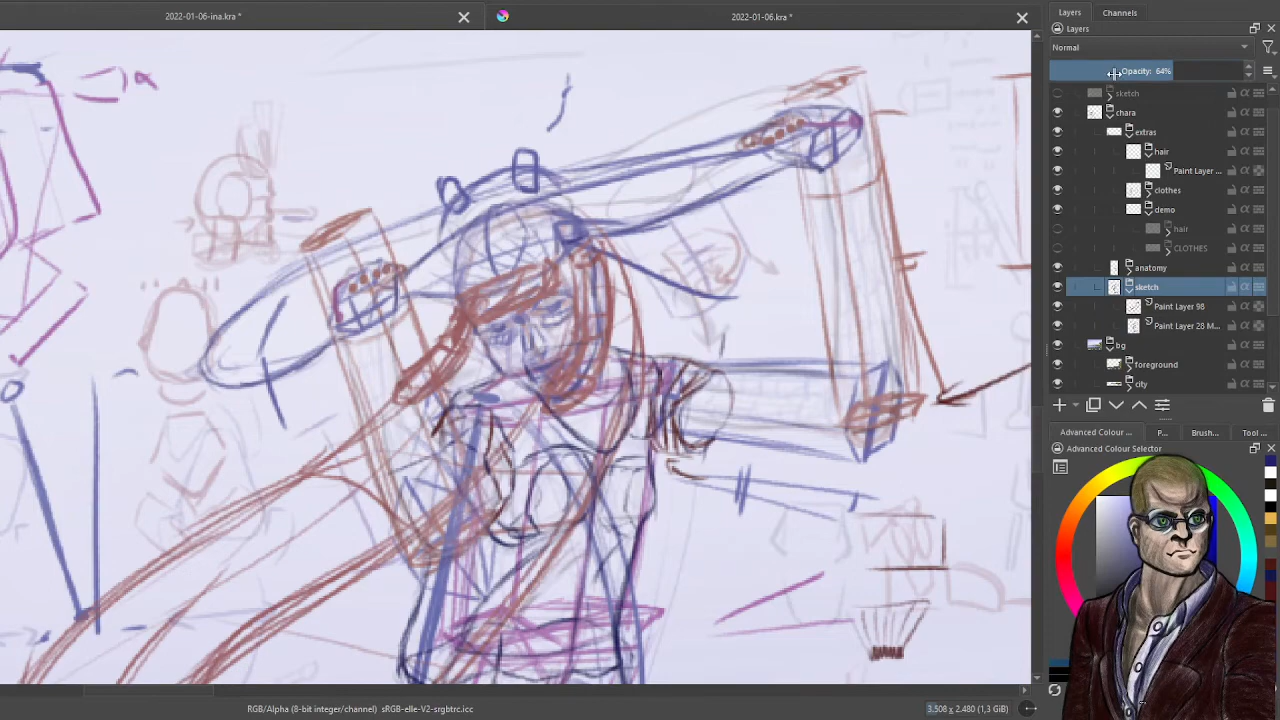 2022-01-06-ina.kra *
2022-01-06.kra *
Layers
Channels
Layers
Normal
Opacity: 64%
sketch
chara
extras
hair
Paint Layer ...
clothes
demo
hair
CLOTHES
anatomy
sketch
Paint Layer 98
Paint Layer 28 M...
bg
foreground
city
Advanced Colour ...
P...
Brush...
Tool ...
Advanced Colour Selector
RGB/Alpha (8-bit integer/channel) sRGB-elle-V2-srgbtrc.icc
3.508 x 2.480 (1,3 GiB)